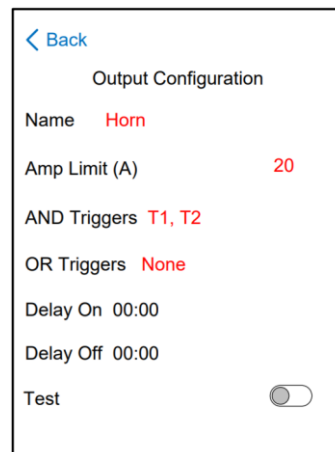 Back
Output Configuration
Name Horn
Amp Limit (A) 20
AND Triggers T1, T2
OR Triggers None
Delay On 00:00
Delay Off 00:00
Test